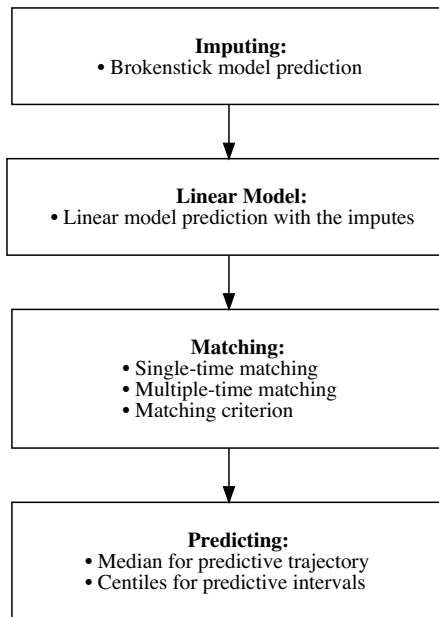 Imputing:
• Brokenstick model prediction
Linear Model:
• Linear model prediction with the imputes
Matching:
• Single-time matching
• Multiple-time matching
• Matching criterion
Predicting:
• Median for predictive trajectory
• Centiles for predictive intervals